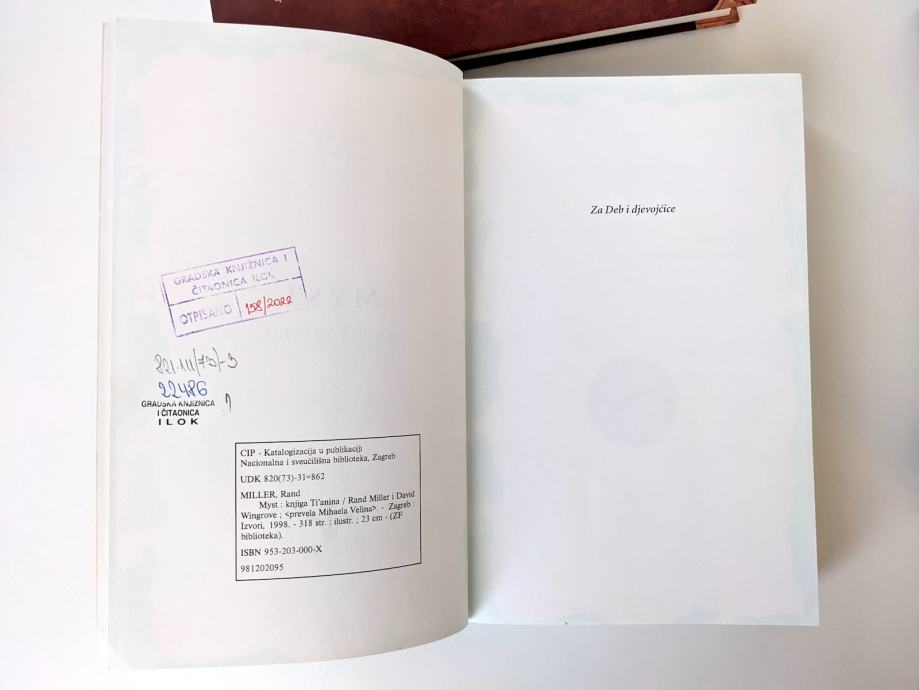 GRADSKA KNJIŽNICA I
ČITAONICA ILOK
OTPISANO 158/2022
821.111(73)-3
22486
GRADSKA KNJIŽNICA
I ČITAONICA
ILOK
CIP - Katalogizacija u publikaciji
Nacionalna i sveučilišna biblioteka, Zagreb
UDK 820(73)-31=862
MILLER, Rand
Myst : knjiga Ti'anina / Rand Miller i David
Wingrove ; <prevela Mihaela Velina>. - Zagreb :
Izvori, 1998. - 318 str. : ilustr. ; 23 cm - (ZF
biblioteka).
ISBN 953-203-000-X
981202095
Za Deb i djevojčice